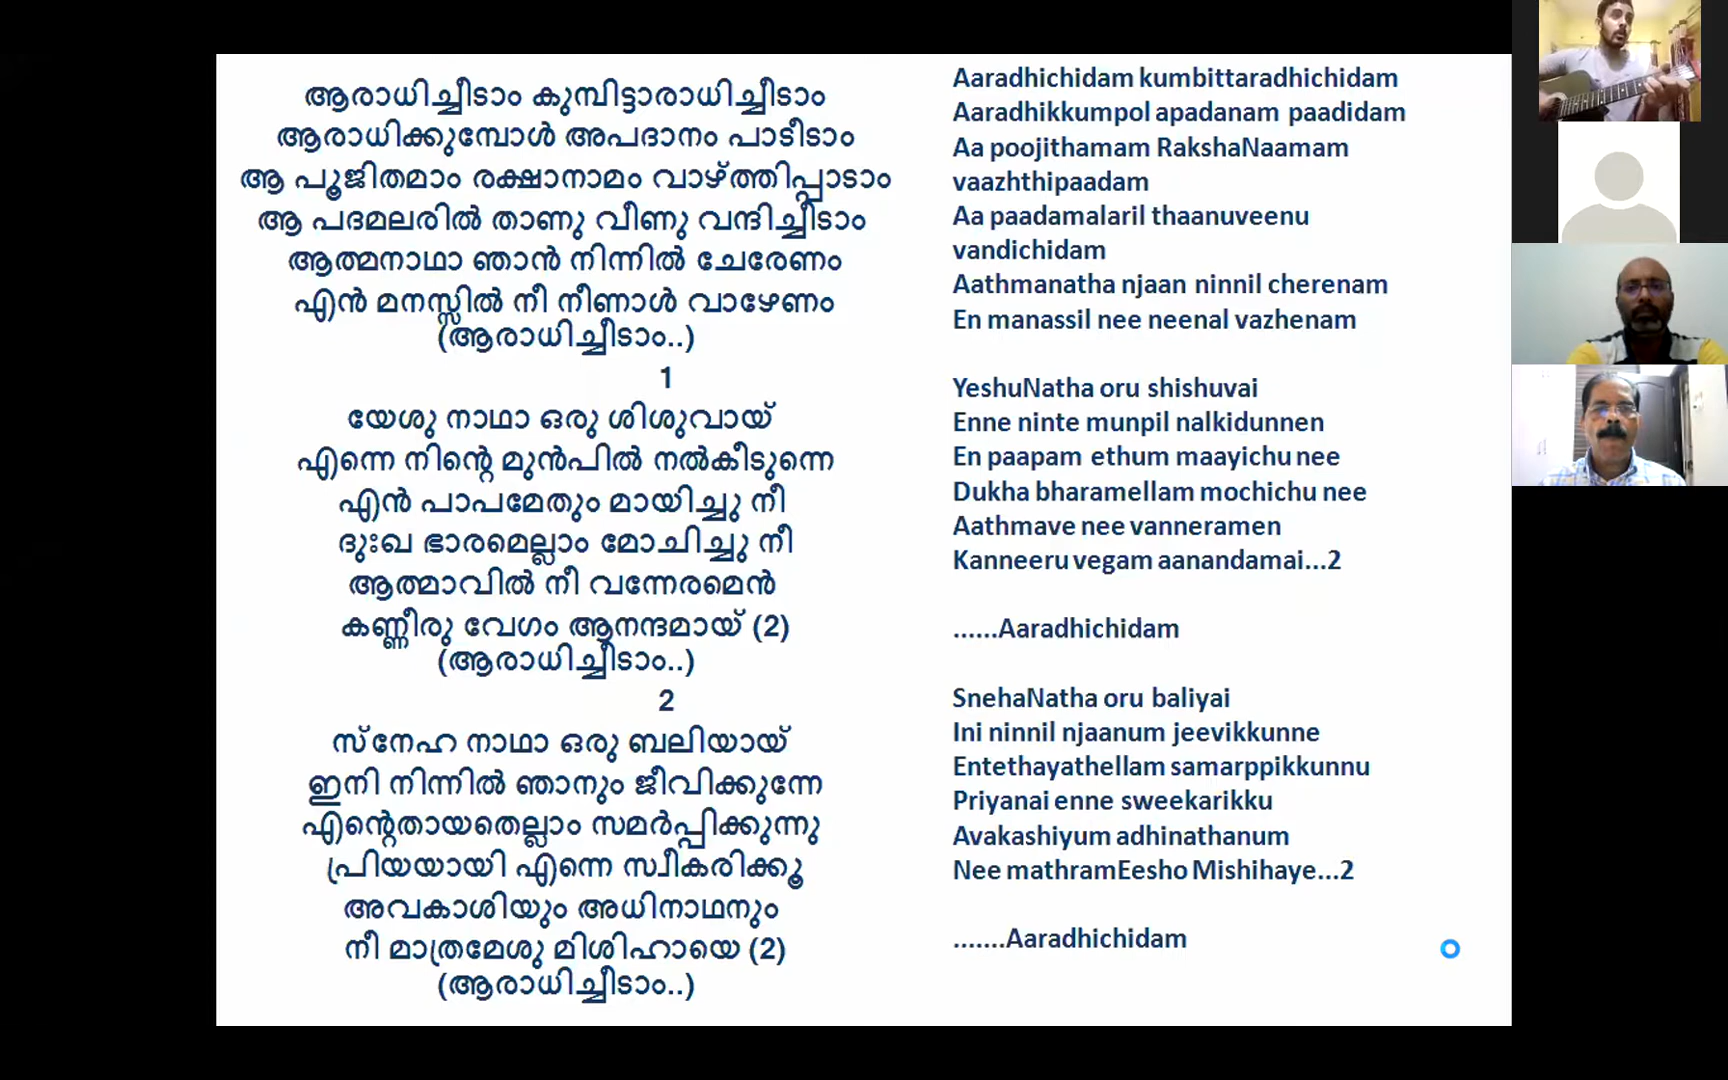 ആരാധിച്ചീടാം കുമ്പിട്ടാരാധിച്ചീടാം
ആരാധിക്കുമ്പോൾ അപദാനം പാടീടാം
ആ പൂജിതമാം രക്ഷാനാമം വാഴ്ത്തിപ്പാടാം
ആ പദമലരിൽ താണു വീണു വന്ദിച്ചീടാം
ആത്മനാഥാ ഞാൻ നിന്നിൽ ചേരേണം
എൻ മനസ്സിൽ നീ നീണാൾ വാഴേണം
(ആരാധിച്ചീടാം..)
1
യേശു നാഥാ ഒരു ശിശുവായ്
എന്നെ നിന്റെ മുൻപിൽ നൽകീടുന്നെ
എൻ പാപമേതും മായിച്ചു നീ
ദുഃഖ ഭാരമെല്ലാം മോചിച്ചു നീ
ആത്മാവിൽ നീ വന്നേരമെൻ
കണ്ണീരു വേഗം ആനന്ദമായ് (2)
(ആരാധിച്ചീടാം..)
2
സ്നേഹ നാഥാ ഒരു ബലിയായ്
ഇനി നിന്നിൽ ഞാനും ജീവിക്കുന്നേ
എന്റെതായതെല്ലാം സമർപ്പിക്കുന്നു
പ്രിയയായി എന്നെ സ്വീകരിക്കൂ
അവകാശിയും അധിനാഥനും
നീ മാത്രമേശു മിശിഹായെ (2)
(ആരാധിച്ചീടാം..)
Aaradhichidam kumbittaradhichidam
Aaradhikkumpol apadanam paadidam
Aa poojithamam RakshaNaamam
vaazhthipaadam
Aa paadamalaril thaanuveenu
vandichidam
Aathmanatha njaan ninnil cherenam
En manassil nee neenal vazhenam
YeshuNatha oru shishuvai
Enne ninte munpil nalkidunnen
En paapam ethum maayichu nee
Dukha bharamellam mochichu nee
Aathmave nee vanneramen
Kanneeru vegam aanandamai...2
......Aaradhichidam
SnehaNatha oru baliyai
Ini ninnil njaanum jeevikkunne
Entethayathellam samarppikkunnu
Priyanai enne sweekarikku
Avakashiyum adhinathanum
Nee mathramEesho Mishihaye...2
.......Aaradhichidam